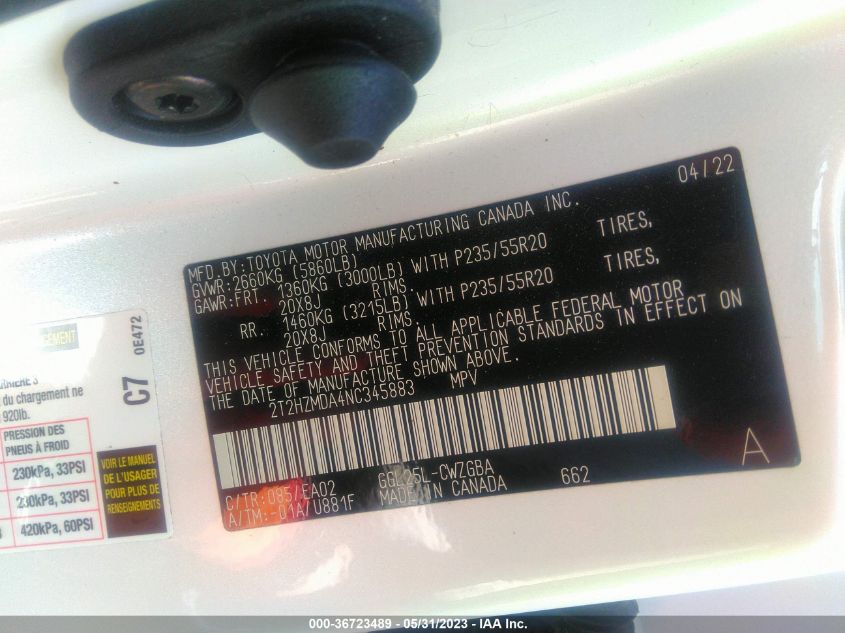 04/22
MFD.BY:TOYOTA MOTOR MANUFACTURING CANADA INC.
GVWR:2660KG (5860LB)
GAWR:FRT. 1360KG (3000LB) WITH P235/55R20 TIRES,
20X8J RIMS.
RR. 1460KG (3215LB) WITH P235/55R20 TIRES,
20X8J RIMS.
THIS VEHICLE CONFORMS TO ALL APPLICABLE FEDERAL MOTOR
VEHICLE SAFETY AND THEFT PREVENTION STANDARDS IN EFFECT ON
THE DATE OF MANUFACTURE SHOWN ABOVE.
2T2HZMDA4NC345883 MPV
C/TR:085/EA02 GGL25L-CWZGBA 662
A/TM:-01A/U881F MADE IN CANADA
A
du chargement ne
920lb.
PRESSION DES
PNEUS À FROID
230kPa, 33PSI
230kPa, 33PSI
420kPa, 60PSI
VOIR LE MANUEL
DE L'USAGER
POUR PLUS DE
RENSEIGNEMENTS
C7 0E472
000-36723489 - 05/31/2023 - IAA Inc.